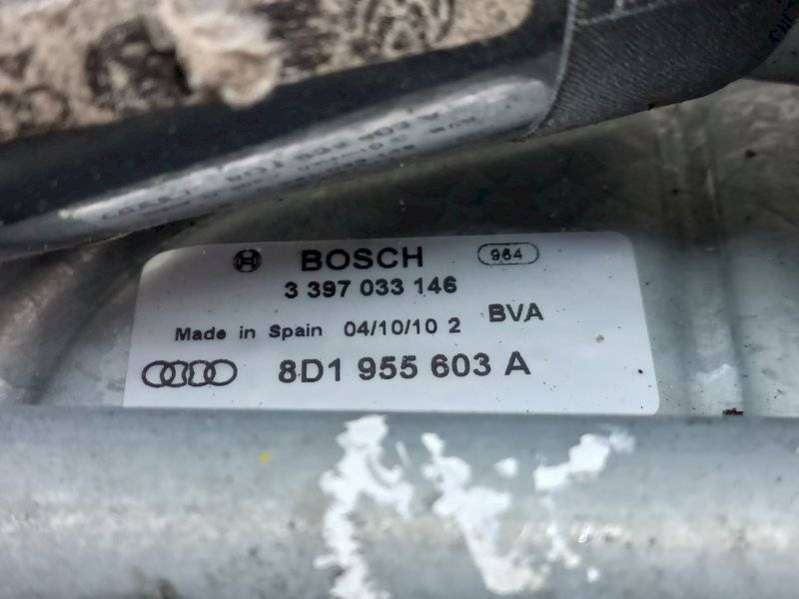 BOSCH 964
3 397 033 146
Made in Spain 04/10/10 2 BVA
8D1 955 603 A